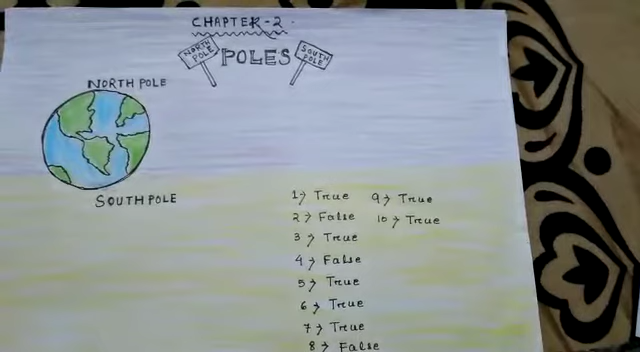 CHAPTER-2
NORTH POLE
POLES
SOUTH POLE
NORTH POLE
SOUTH POLE
1) True 9) True
2) False 10) True
3) True
4) False
5) True
6) True
7) True
8) False